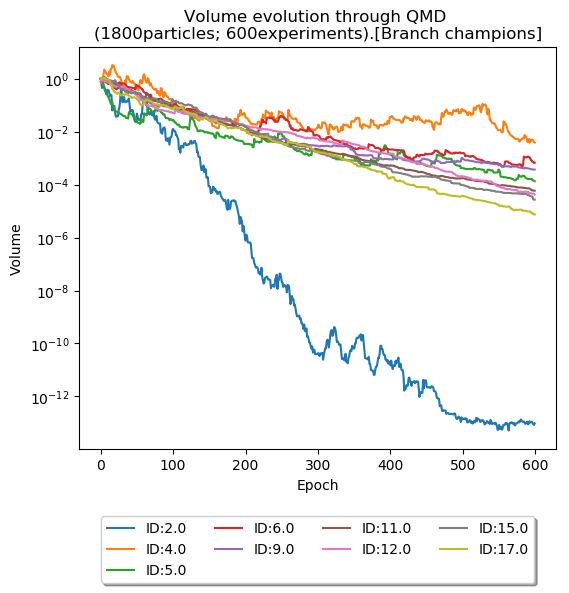 Volume evolution through QMD
(1800particles; 600experiments).[Branch champions]
Volume
10⁰
10⁻²
10⁻⁴
10⁻⁶
10⁻⁸
10⁻¹⁰
10⁻¹²
0 100 200 300 400 500 600
Epoch
ID:2.0 ID:6.0 ID:11.0 ID:15.0
ID:4.0 ID:9.0 ID:12.0 ID:17.0
ID:5.0